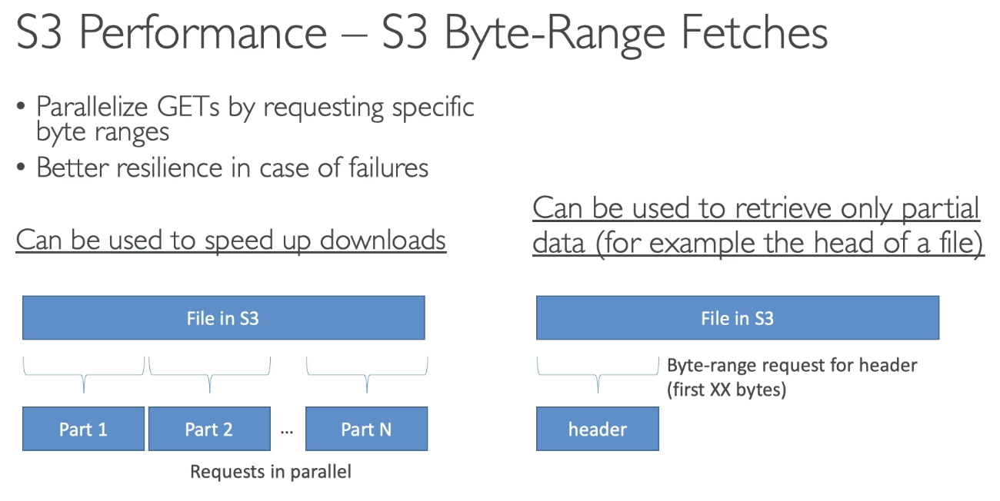 S3 Performance – S3 Byte-Range Fetches
• Parallelize GETs by requesting specific
byte ranges
• Better resilience in case of failures
Can be used to speed up downloads
File in S3
Part 1
Part 2
...
Part N
Requests in parallel
Can be used to retrieve only partial
data (for example the head of a file)
File in S3
Byte-range request for header
(first XX bytes)
header